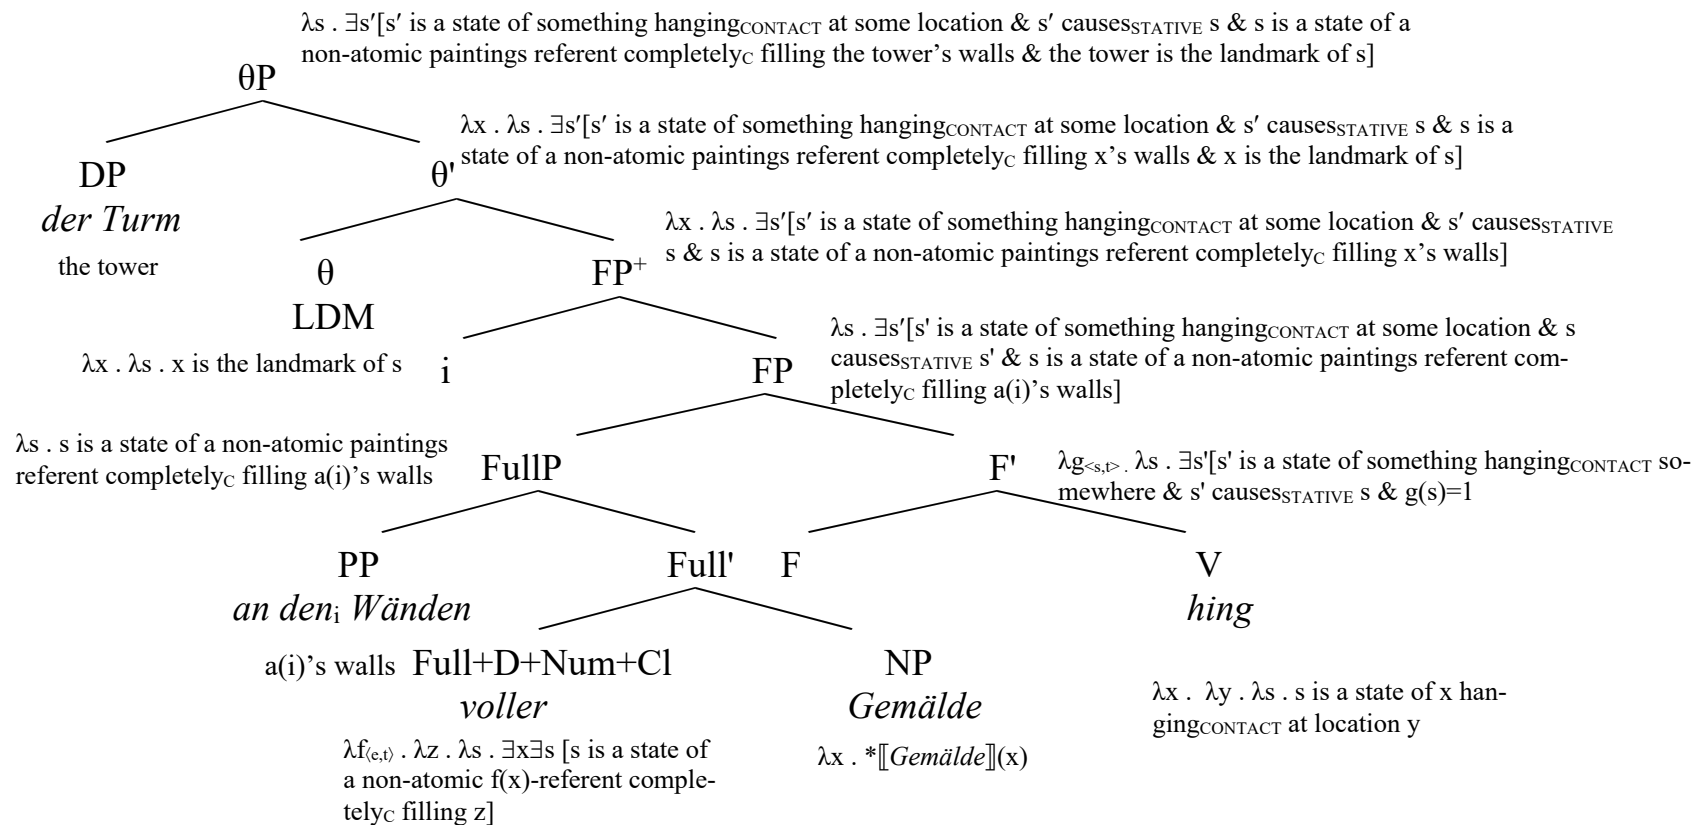 λs . ∃s′[s′ is a state of something hangingCONTACT at some location & s′ causesSTATIVE s & s is a state of a
non-atomic paintings referent completelyC filling the tower’s walls & the tower is the landmark of s]
θP
λx . λs . ∃s′[s′ is a state of something hangingCONTACT at some location & s′ causesSTATIVE s & s is a
state of a non-atomic paintings referent completelyC filling x’s walls & x is the landmark of s]
DP
θ'
der Turm
λx . λs . ∃s′[s′ is a state of something hangingCONTACT at some location & s′ causesSTATIVE
s & s is a state of a non-atomic paintings referent completelyC filling x’s walls]
the tower
θ
FP+
LDM
λs . ∃s′[s' is a state of something hangingCONTACT at some location & s
causesSTATIVE s' & s is a state of a non-atomic paintings referent com-
pletelyC filling a(i)’s walls]
λx . λs . x is the landmark of s
i
FP
λs . s is a state of a non-atomic paintings
referent completelyC filling a(i)’s walls
FullP
F'
λg<s,t> . λs . ∃s'[s' is a state of something hangingCONTACT so-
mewhere & s' causesSTATIVE s & g(s)=1
PP
Full'
F
V
an deni Wänden
hing
a(i)’s walls
Full+D+Num+Cl
NP
voller
Gemälde
λx . λy . λs . s is a state of x han-
gingCONTACT at location y
λf⟨e,t⟩ . λz . λs . ∃x∃s [s is a state of
a non-atomic f(x)-referent comple-
telyC filling z]
λx . *⟦Gemälde⟧(x)